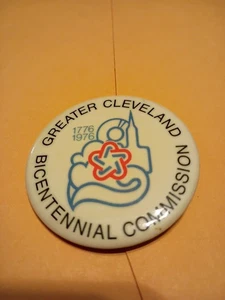 GREATER CLEVELAND
1776
1976
BICENTENNIAL COMMISSION